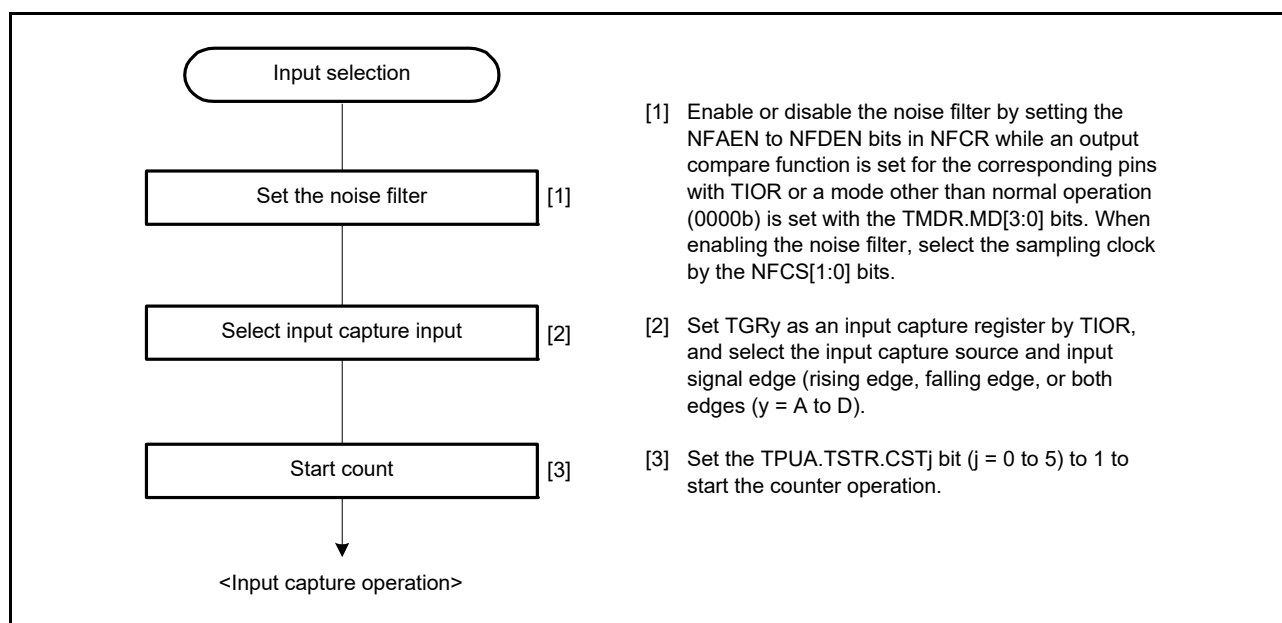 Input selection
Set the noise filter
[1]
Select input capture input
[2]
Start count
[3]
<Input capture operation>
[1] Enable or disable the noise filter by setting the
NFAEN to NFDEN bits in NFCR while an output
compare function is set for the corresponding pins
with TIOR or a mode other than normal operation
(0000b) is set with the TMDR.MD[3:0] bits. When
enabling the noise filter, select the sampling clock
by the NFCS[1:0] bits.
[2] Set TGRy as an input capture register by TIOR,
and select the input capture source and input
signal edge (rising edge, falling edge, or both
edges (y = A to D).
[3] Set the TPUA.TSTR.CSTj bit (j = 0 to 5) to 1 to
start the counter operation.